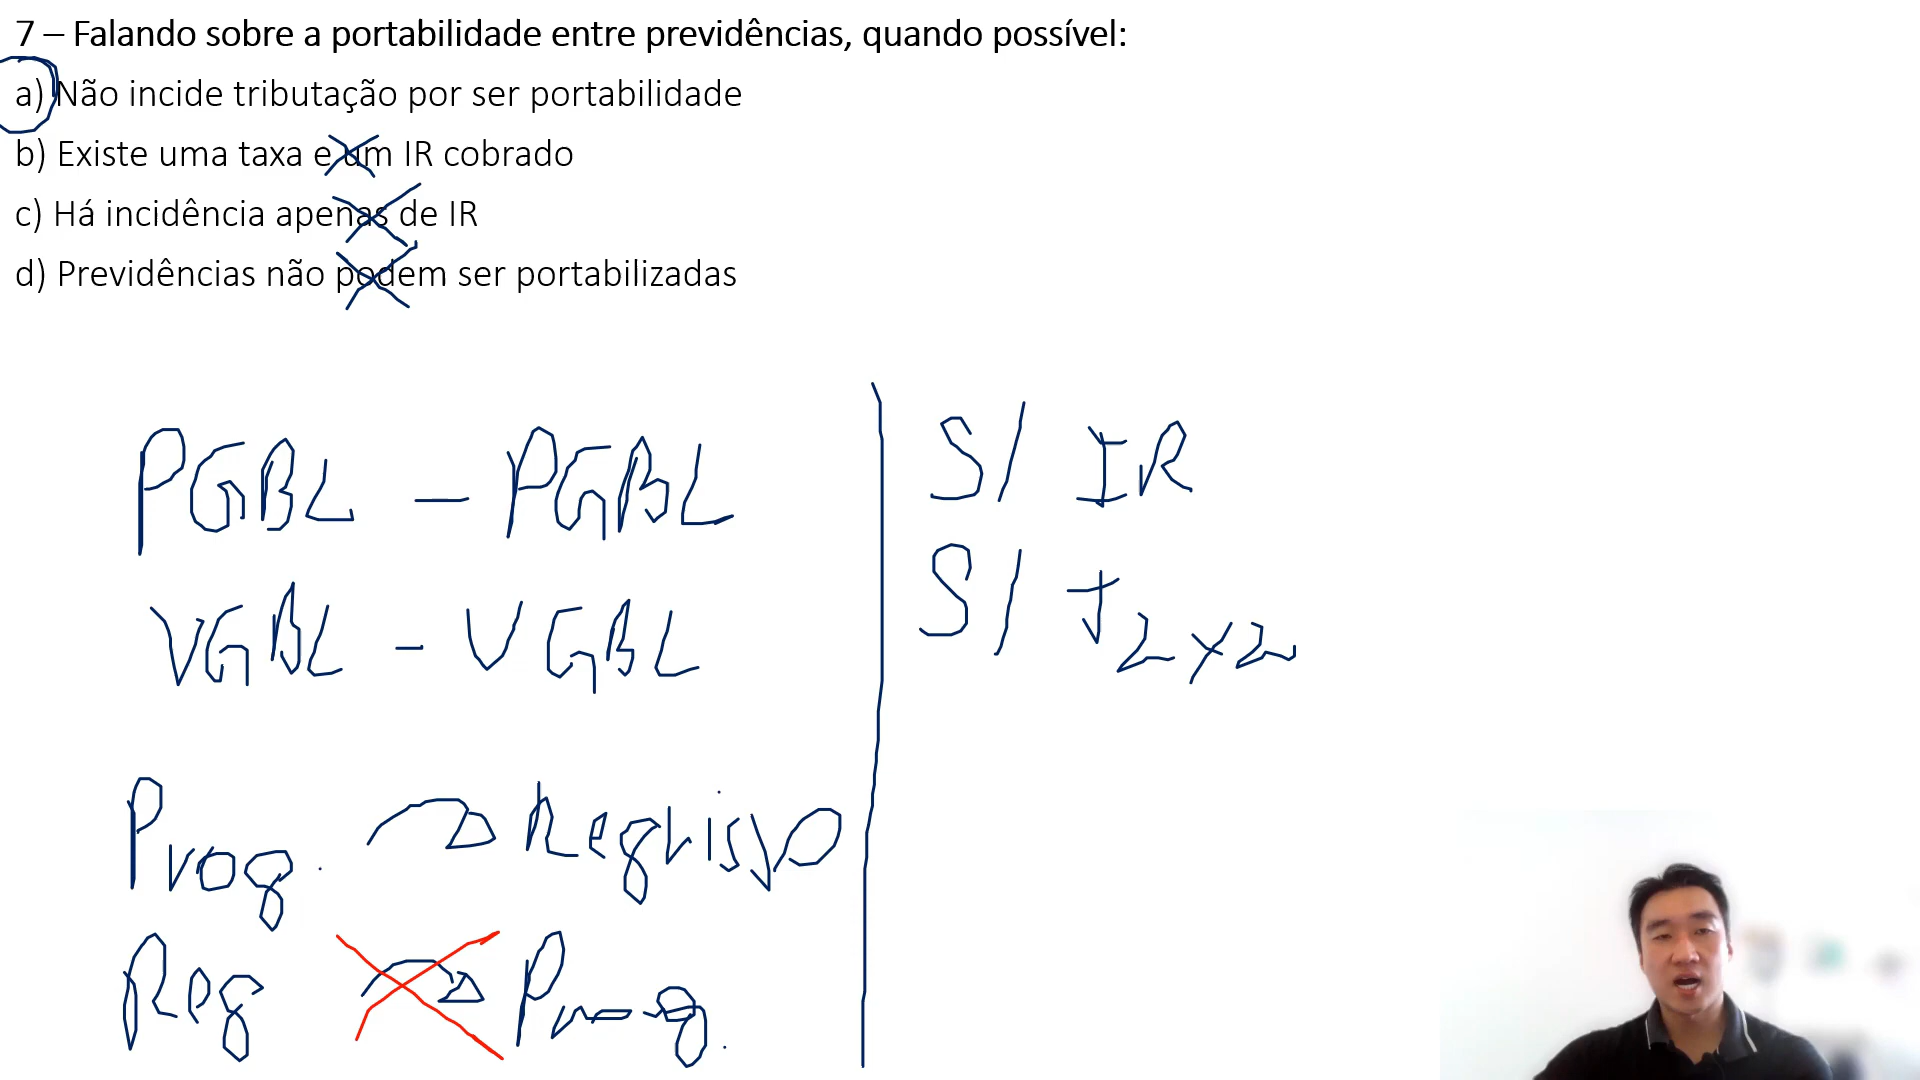 7 – Falando sobre a portabilidade entre previdências, quando possível:
a) Não incide tributação por ser portabilidade
b) Existe uma taxa e um IR cobrado
c) Há incidência apenas de IR
d) Previdências não podem ser portabilizadas
PGBL – PGBL
VGBL - VGBL
Prog.
Reg Prog.
S/ IR
S/